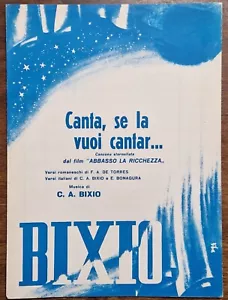 Canta, se la
vuoi cantar...
Canzone stornellata
dal film "ABBASSO LA RICCHEZZA„
Versi romaneschi di F. A. DE TORRES
Versi italiani di C. A. BIXIO e E. BONAGURA
Musica di
C. A. BIXIO
BIXIO